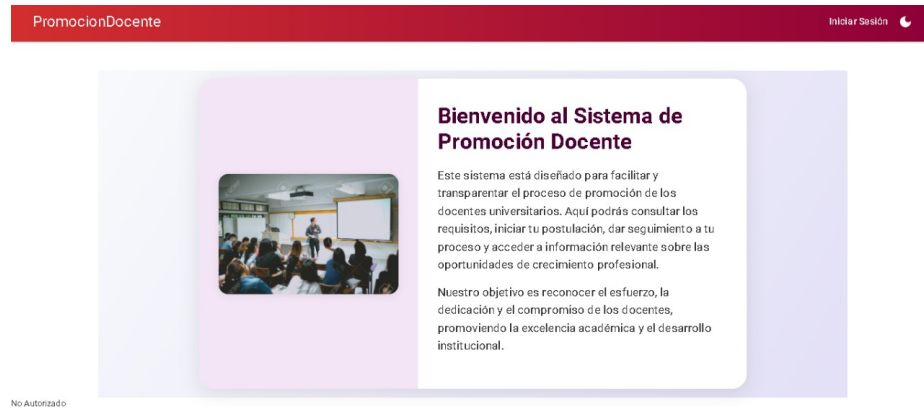 PromocionDocente
Iniciar Sesión
Bienvenido al Sistema de
Promoción Docente
Este sistema está diseñado para facilitar y
transparentar el proceso de promoción de los
docentes universitarios. Aquí podrás consultar los
requisitos, iniciar tu postulación, dar seguimiento a tu
proceso y acceder a información relevante sobre las
oportunidades de crecimiento profesional.
Nuestro objetivo es reconocer el esfuerzo, la
dedicación y el compromiso de los docentes,
promoviendo la excelencia académica y el desarrollo
institucional.
No Autorizado